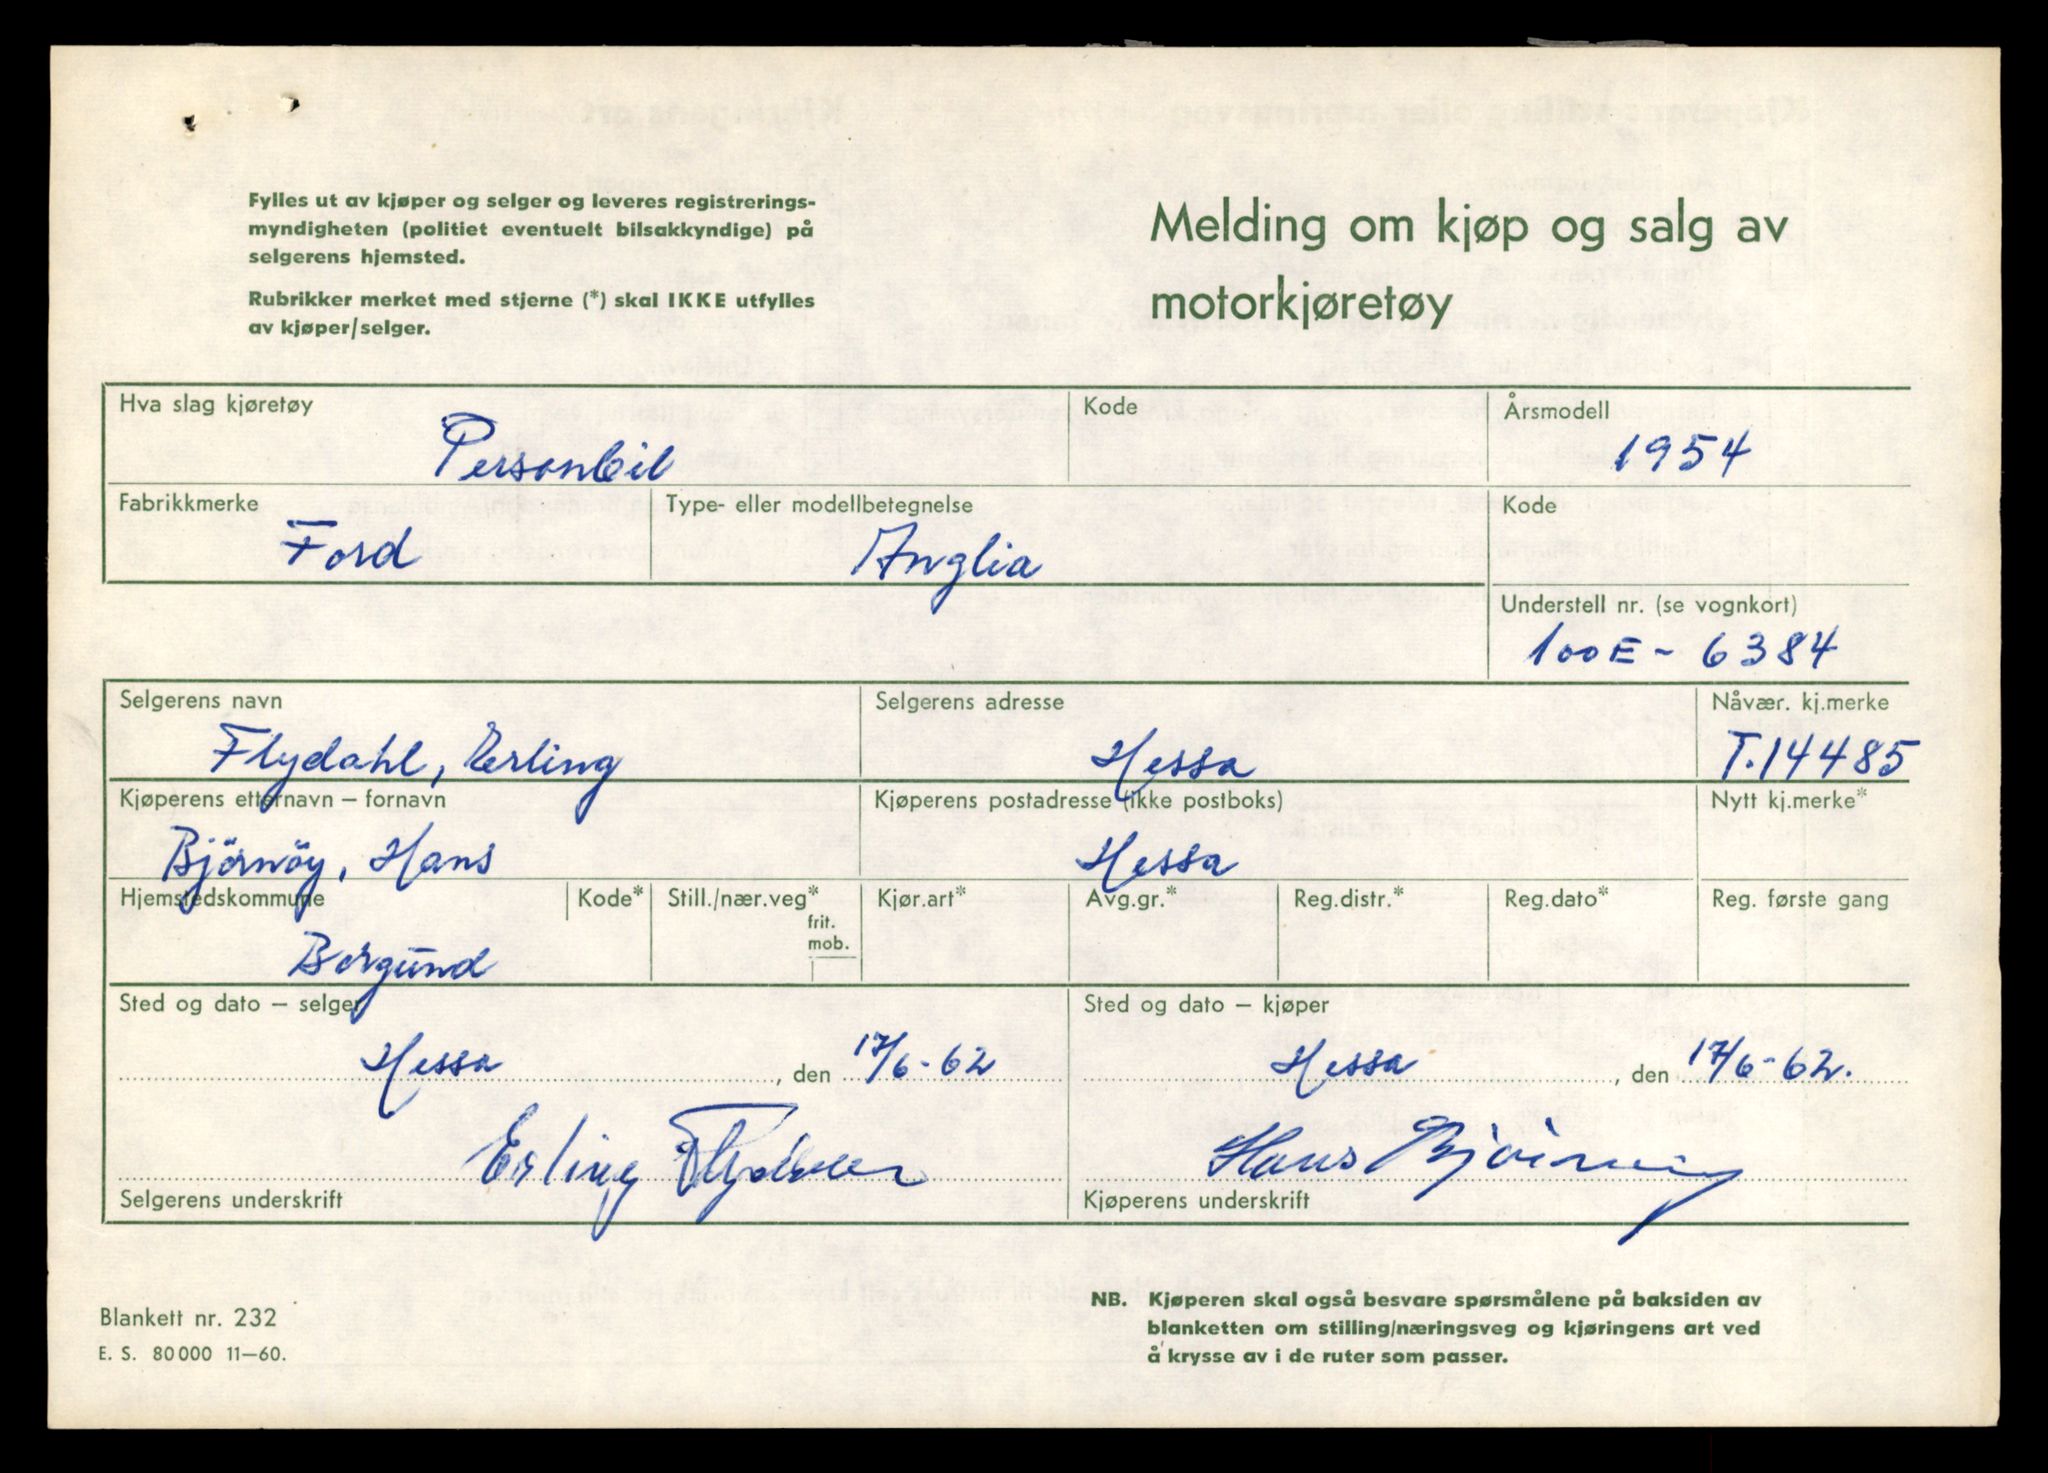 Fylles ut av kjøper og selger og leveres registrerings-
myndigheten (politiet eventuelt bilsakkyndige) på
selgerens hjemsted.
Rubrikker merket med stjerne (*) skal IKKE utfylles
av kjøper/selger.
Melding om kjøp og salg av
motorkjøretøy
Hva slag kjøretøy
Kode
Årsmodell
Personbil
1954
Fabrikkmerke
Type- eller modellbetegnelse
Kode
Ford
Anglia
Understell nr. (se vognkort)
100E - 6384
Selgerens navn
Selgerens adresse
Nåvær. kj.merke
Flydahl, Erling
Hessa
T.14485
Kjøperens etternavn – fornavn
Kjøperens postadresse (ikke postboks)
Nytt kj.merke*
Björnöy, Hans
Hessa
Hjemstedskommune
Kode*
Still./nær.veg*
frit.
mob.
Kjør.art*
Avg.gr.*
Reg.distr.*
Reg.dato*
Reg. første gang
Borgund
Sted og dato – selger
Sted og dato – kjøper
Hessa, den 17/6-62
Hessa, den 17/6-62.
Erling Flydahl
Hans Björnöy
Selgerens underskrift
Kjøperens underskrift
Blankett nr. 232
E. S. 80000 11–60.
NB. Kjøperen skal også besvare spørsmålene på baksiden av
blanketten om stilling/næringsveg og kjøringens art ved
å krysse av i de ruter som passer.